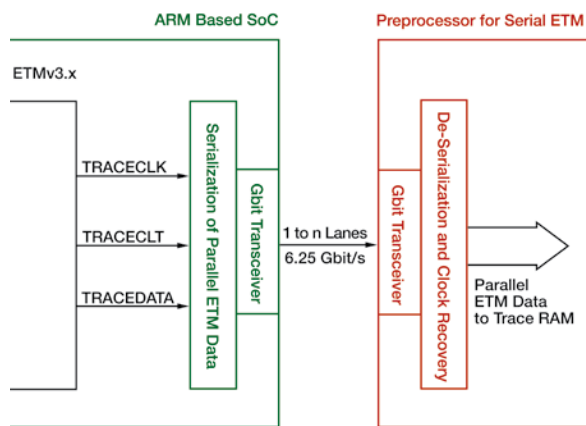 ARM Based SoC
Preprocessor for Serial ETM
ETMv3.x
TRACECLK
TRACECLT
TRACEDATA
Serialization of Parallel ETM Data
Gbit Transceiver
1 to n Lanes
6.25 Gbit/s
Gbit Transceiver
De-Serialization and Clock Recovery
Parallel
ETM Data
to Trace RAM